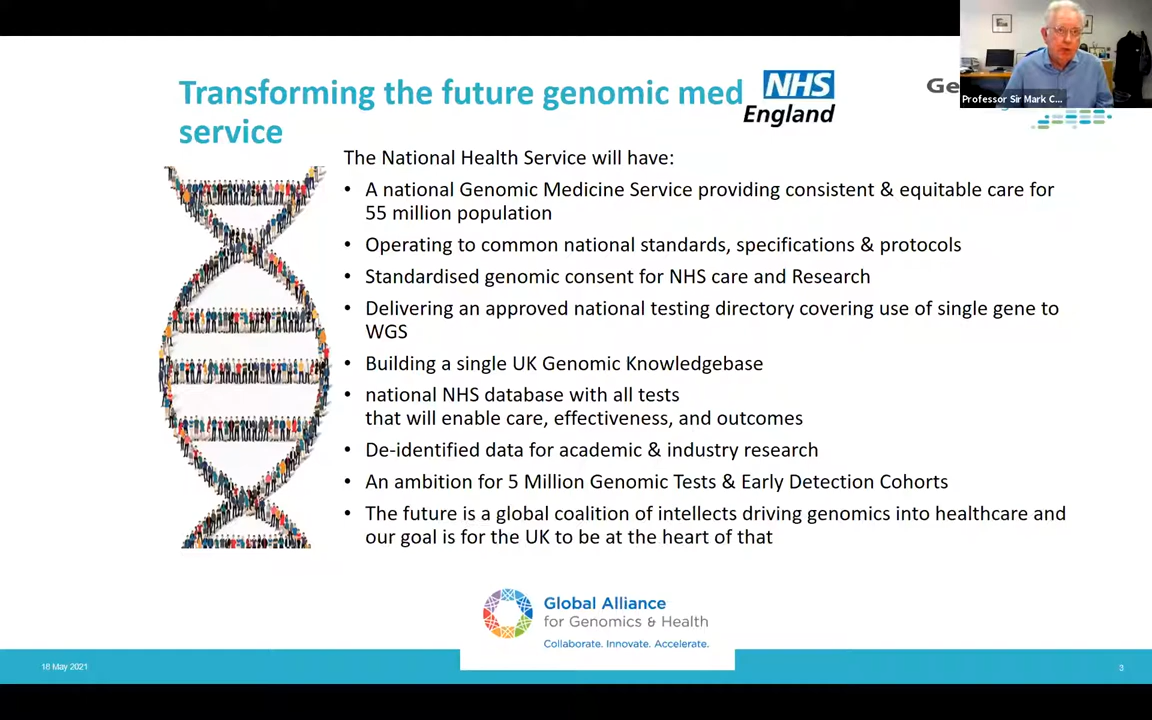 Transforming the future genomic med
service
NHS
England
Ge
Professor Sir Mark C...
The National Health Service will have:
• A national Genomic Medicine Service providing consistent & equitable care for
55 million population
• Operating to common national standards, specifications & protocols
• Standardised genomic consent for NHS care and Research
• Delivering an approved national testing directory covering use of single gene to
WGS
• Building a single UK Genomic Knowledgebase
• national NHS database with all tests
that will enable care, effectiveness, and outcomes
• De-identified data for academic & industry research
• An ambition for 5 Million Genomic Tests & Early Detection Cohorts
• The future is a global coalition of intellects driving genomics into healthcare and
our goal is for the UK to be at the heart of that
Global Alliance
for Genomics & Health
Collaborate. Innovate. Accelerate.
18 May 2021
3